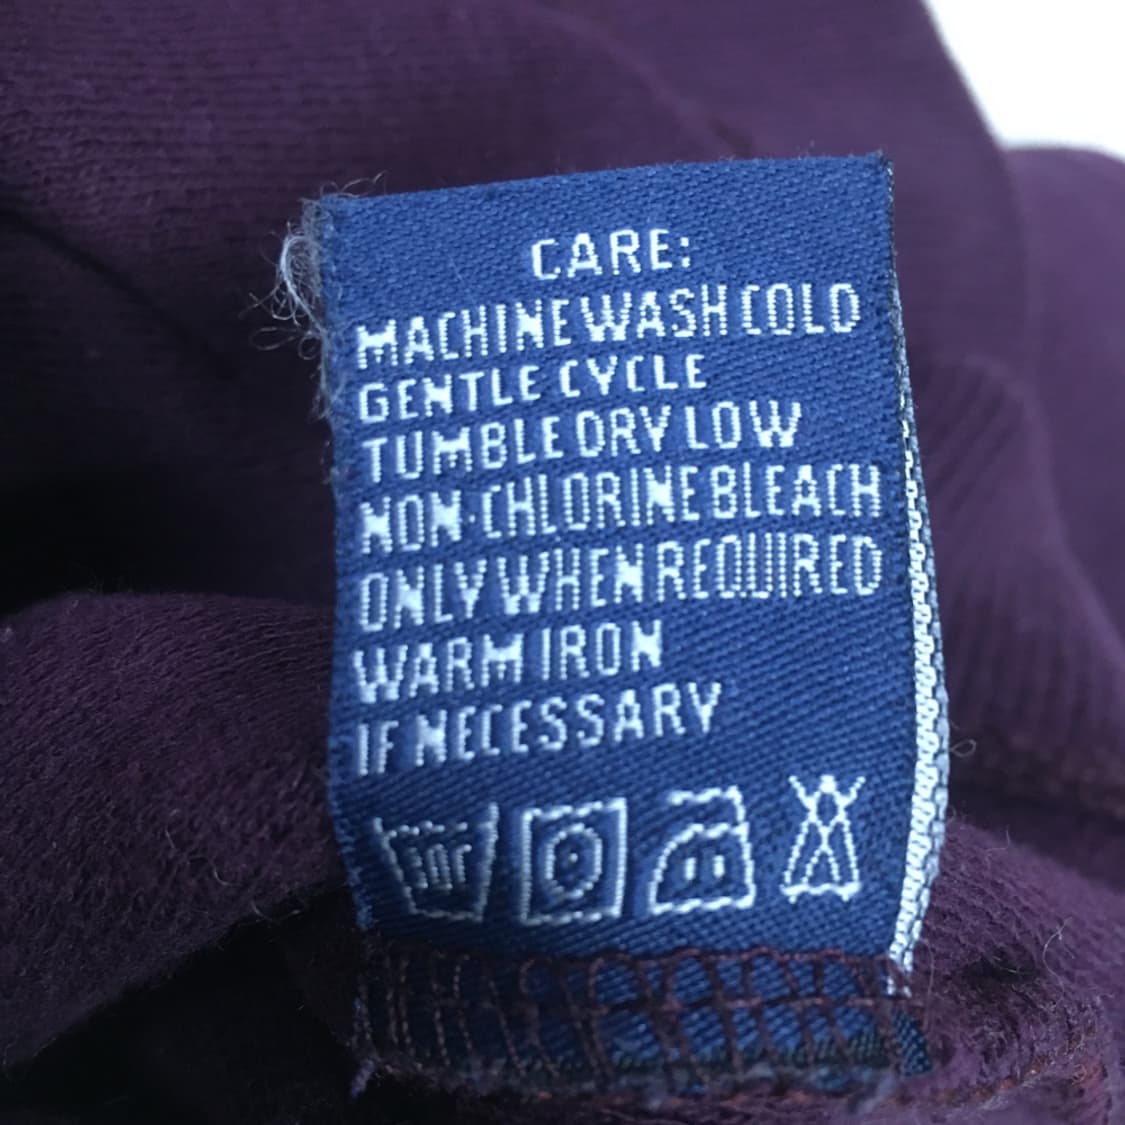 CARE:
MACHINE WASH COLD
GENTLE CYCLE
TUMBLE DRY LOW
NON-CHLORINE BLEACH
ONLY WHEN REQUIRED
WARM IRON
IF NECESSARY